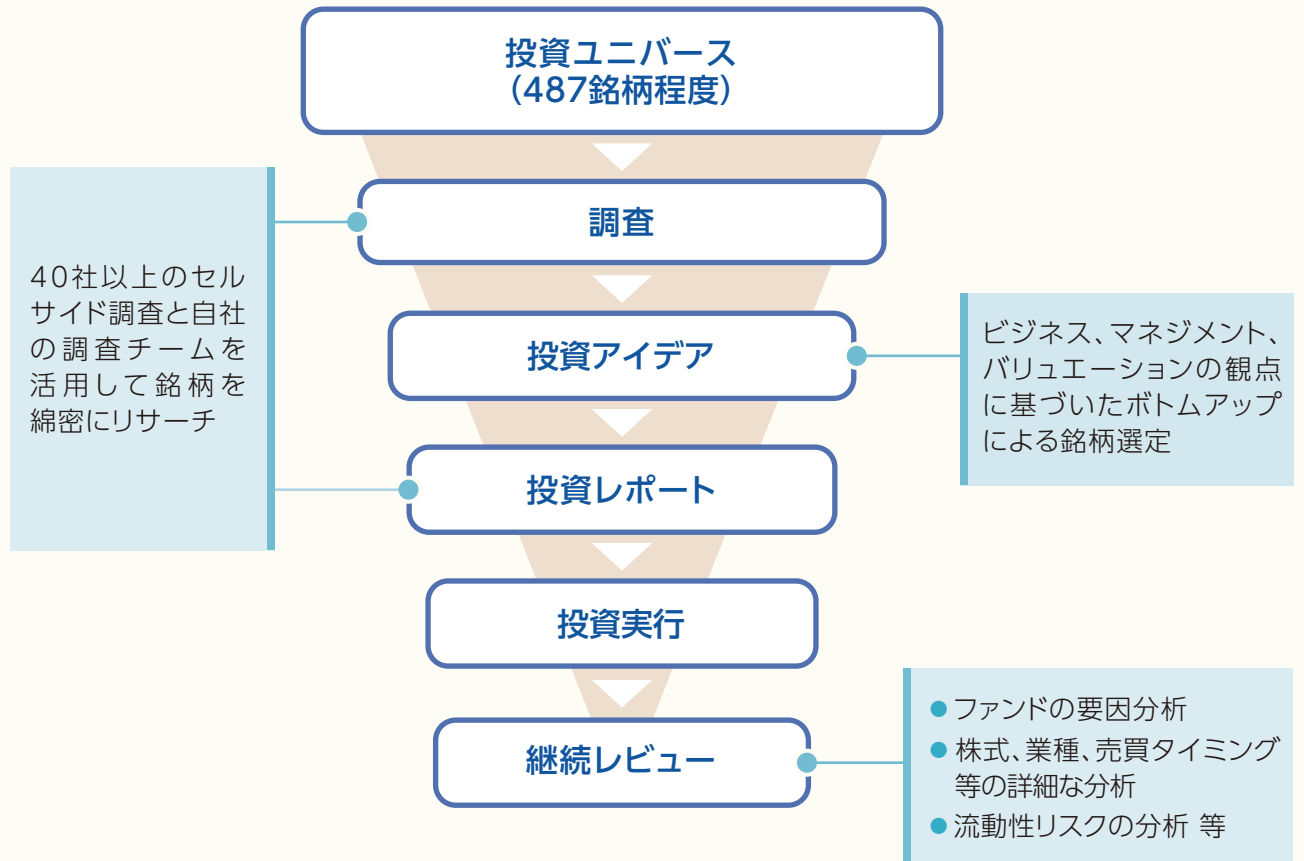 投資ユニバース
(487銘柄程度)
調査
40社以上のセル
サイド調査と自社
の調査チームを
活用して銘柄を
綿密にリサーチ
投資アイデア
ビジネス、マネジメント、
バリュエーションの観点
に基づいたボトムアップ
による銘柄選定
投資レポート
投資実行
継続レビュー
●ファンドの要因分析
●株式、業種、売買タイミング
等の詳細な分析
●流動性リスクの分析 等